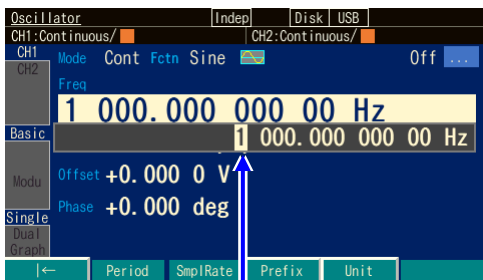 Oscillator Indep Disk USB
CH1:Continuous/ CH2:Continuous/
CH1 Mode Cont Fctn Sine Off ...
CH2
Freq
1 000.000 000 00 Hz
Basic 1 000.000 000 00 Hz
Modu Offset +0.000 0 V
Phase +0.000 deg
Single
Dual
Graph
|← Period SmplRate Prefix Unit